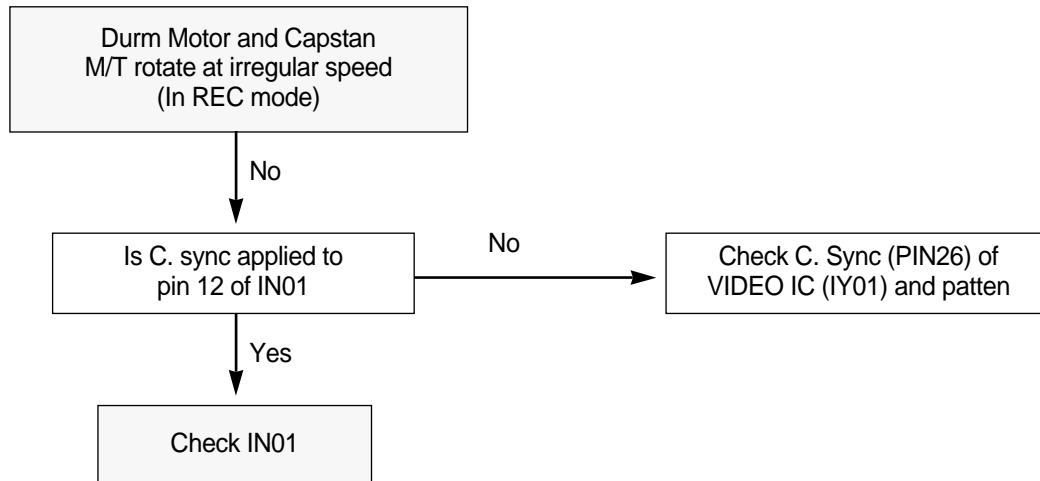 Durm Motor and Capstan
M/T rotate at irregular speed
(In REC mode)
No
Is C. sync applied to
pin 12 of IN01
No
Check C. Sync (PIN26) of
VIDEO IC (IY01) and patten
Yes
Check IN01